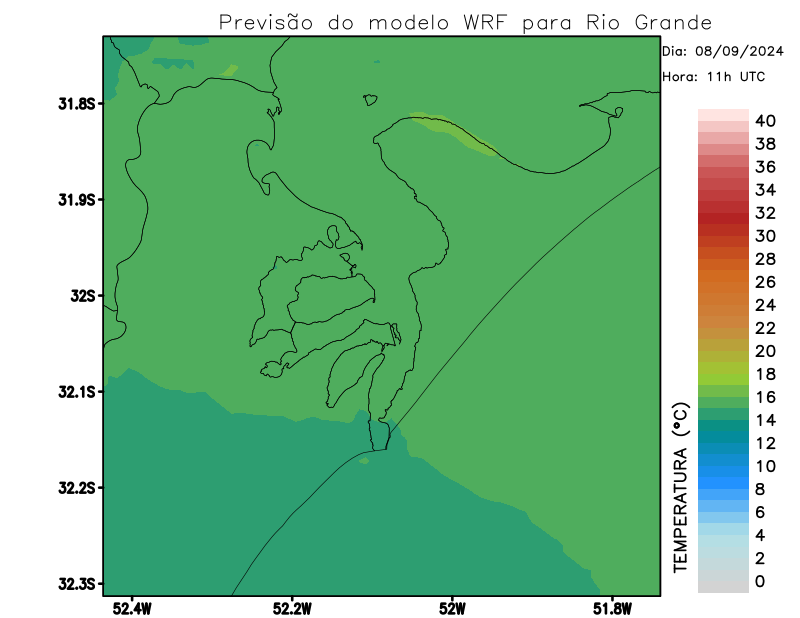 Previsão do modelo WRF para Rio Grande
Dia: 08/09/2024
Hora: 11h UTC
31.8S
31.9S
32S
32.1S
32.2S
32.3S
52.4W
52.2W
52W
51.8W
TEMPERATURA (°C)
40
38
36
34
32
30
28
26
24
22
20
18
16
14
12
10
8
6
4
2
0